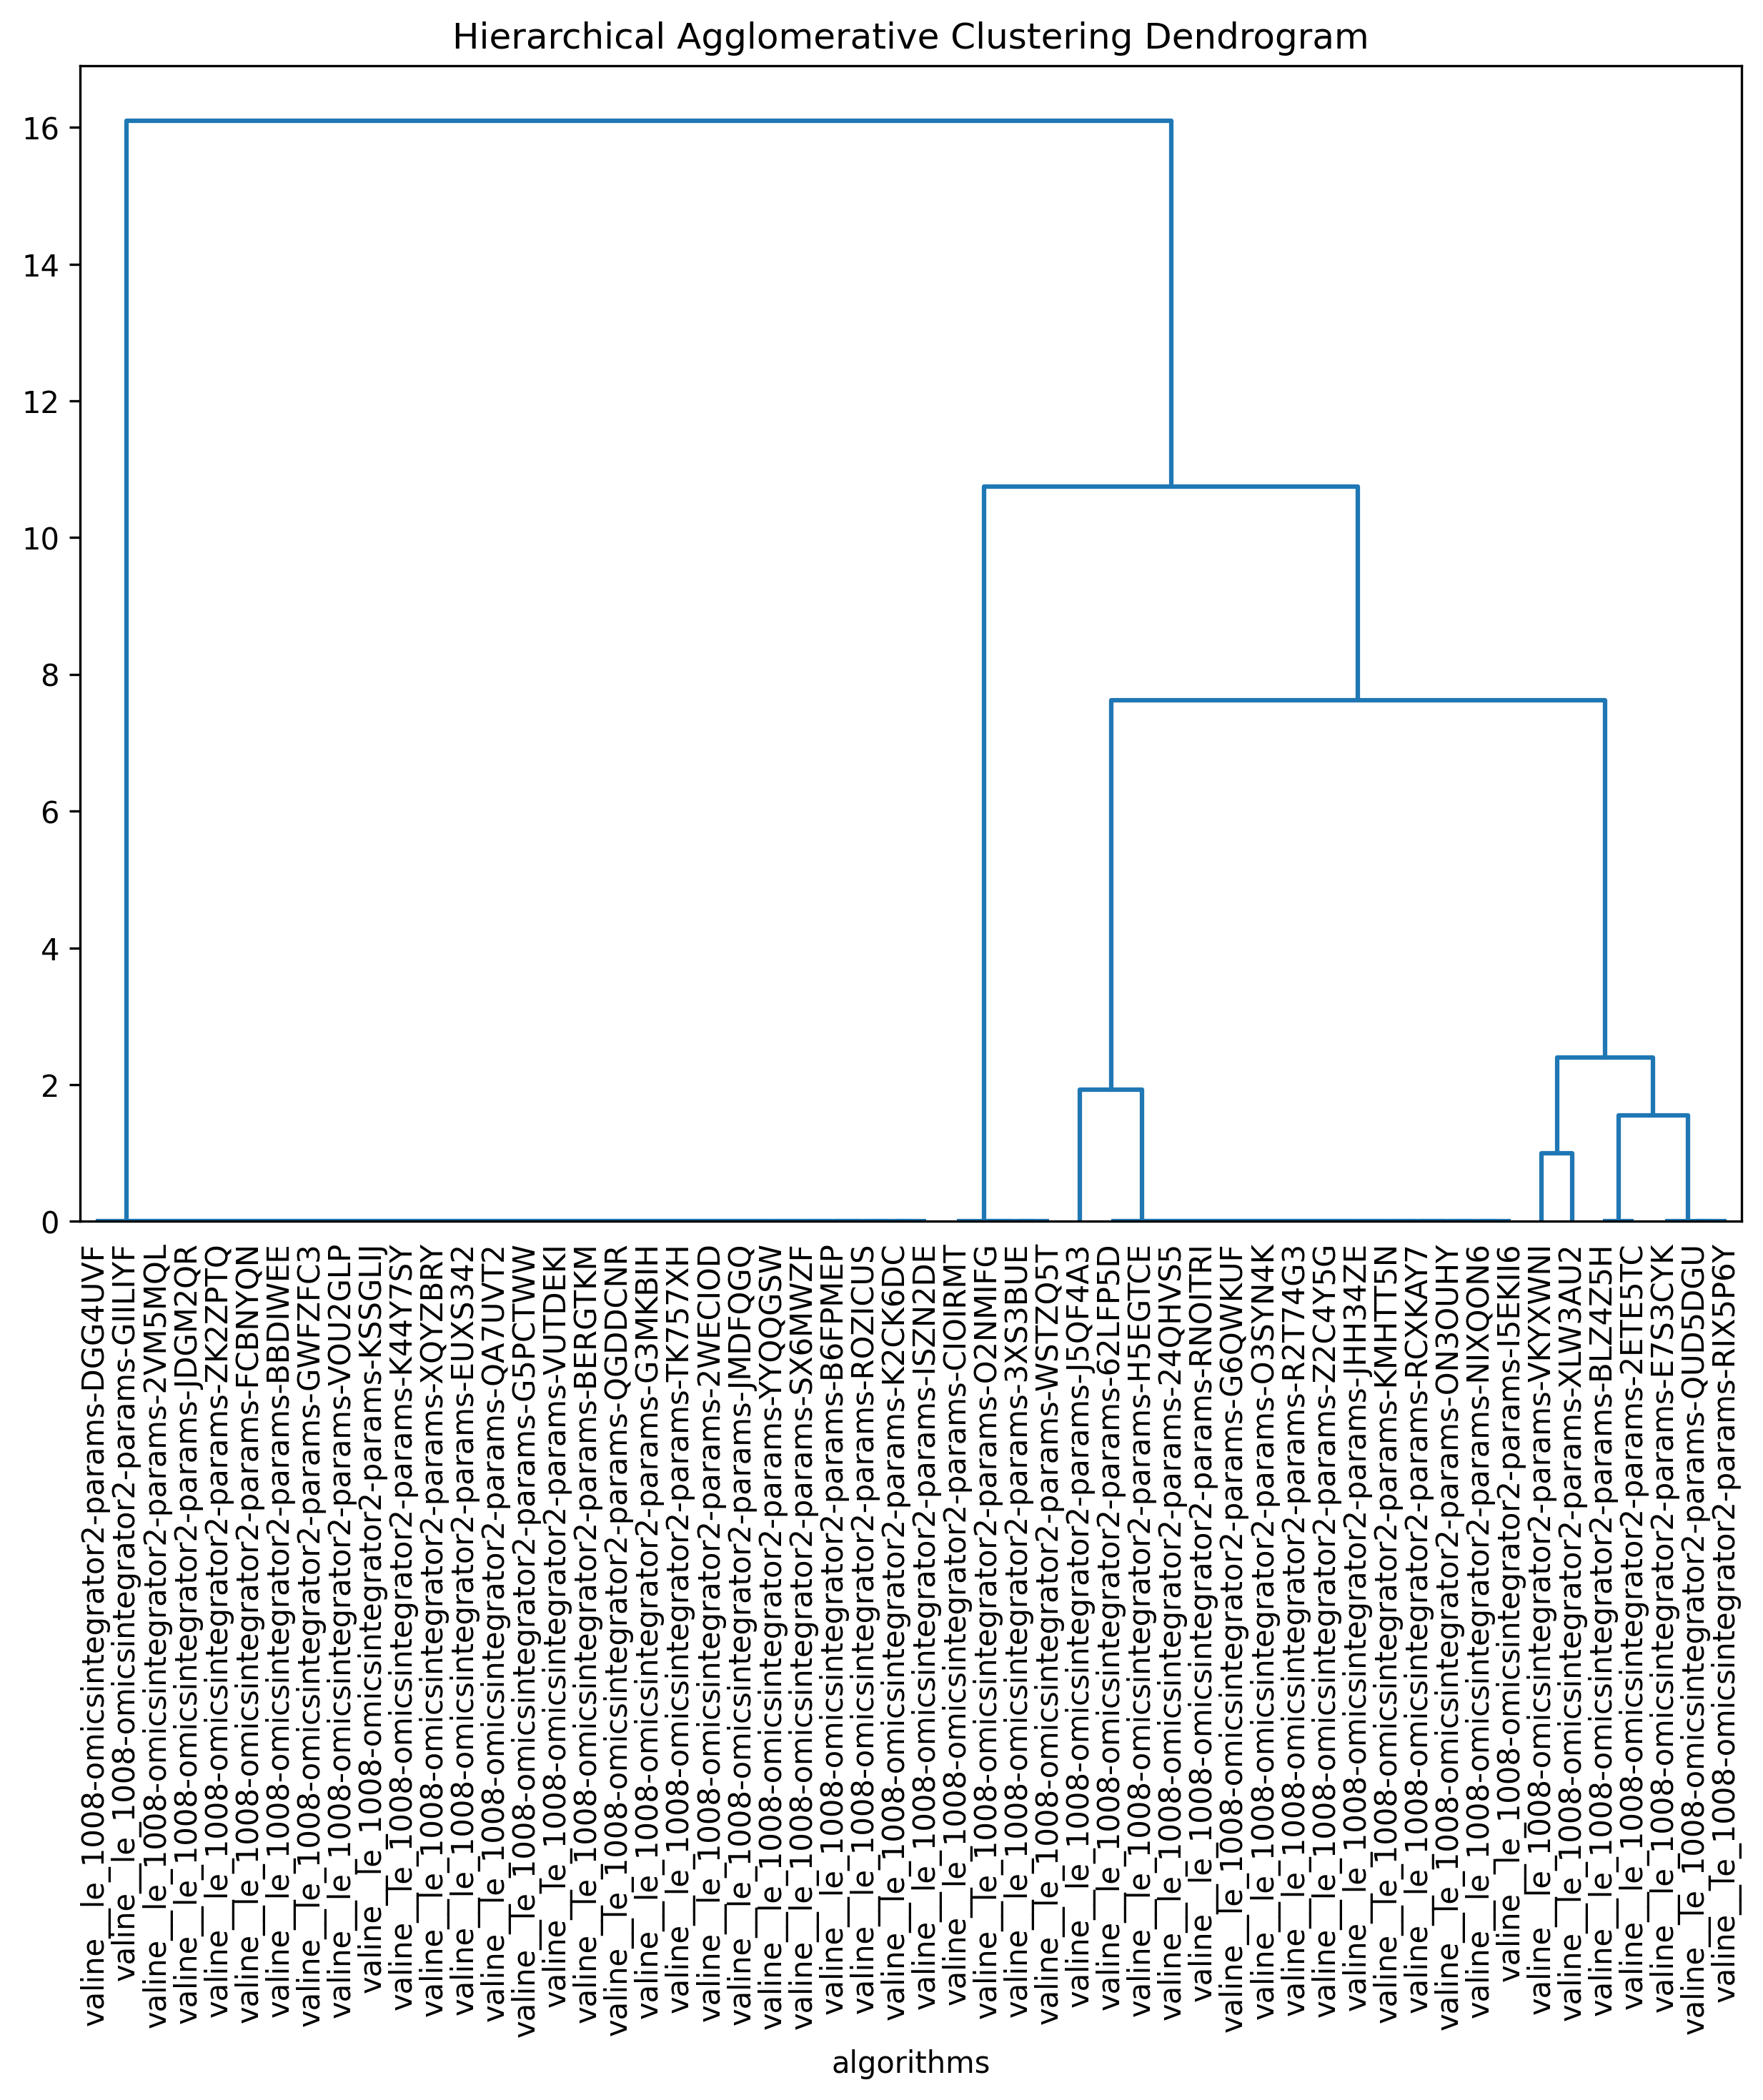 Hierarchical Agglomerative Clustering Dendrogram
16
14
12
10
8
6
4
2
0
valine__le_1008-omicsintegrator2-params-DGG4UVF
valine__le_1008-omicsintegrator2-params-GIILIYF
valine__le_1008-omicsintegrator2-params-2VM5MQL
valine__le_1008-omicsintegrator2-params-JDGM2QR
valine__le_1008-omicsintegrator2-params-ZK2ZPTQ
valine__le_1008-omicsintegrator2-params-FCBNYQN
valine__le_1008-omicsintegrator2-params-BBDIWEE
valine__le_1008-omicsintegrator2-params-GWFZFC3
valine__le_1008-omicsintegrator2-params-VOU2GLP
valine__le_1008-omicsintegrator2-params-KSSGLIJ
valine__le_1008-omicsintegrator2-params-K44Y7SY
valine__le_1008-omicsintegrator2-params-XQYZBRY
valine__le_1008-omicsintegrator2-params-EUXS342
valine__le_1008-omicsintegrator2-params-QA7UVT2
valine__le_1008-omicsintegrator2-params-G5PCTWW
valine__le_1008-omicsintegrator2-params-VUTDEKI
valine__le_1008-omicsintegrator2-params-BERGTKM
valine__le_1008-omicsintegrator2-params-QGDDCNR
valine__le_1008-omicsintegrator2-params-G3MKBIH
valine__le_1008-omicsintegrator2-params-TK757XH
valine__le_1008-omicsintegrator2-params-2WECIOD
valine__le_1008-omicsintegrator2-params-JMDFQGQ
valine__le_1008-omicsintegrator2-params-YYQQGSW
valine__le_1008-omicsintegrator2-params-SX6MWZF
valine__le_1008-omicsintegrator2-params-B6FPMEP
valine__le_1008-omicsintegrator2-params-ROZICUS
valine__le_1008-omicsintegrator2-params-K2CK6DC
valine__le_1008-omicsintegrator2-params-ISZN2DE
valine__le_1008-omicsintegrator2-params-CIOIRMT
valine__le_1008-omicsintegrator2-params-O2NMIFG
valine__le_1008-omicsintegrator2-params-3XS3BUE
valine__le_1008-omicsintegrator2-params-WSTZQ5T
valine__le_1008-omicsintegrator2-params-J5QF4A3
valine__le_1008-omicsintegrator2-params-62LFP5D
valine__le_1008-omicsintegrator2-params-H5EGTCE
valine__le_1008-omicsintegrator2-params-24QHVS5
valine__le_1008-omicsintegrator2-params-RNOITRI
valine__le_1008-omicsintegrator2-params-G6QWKUF
valine__le_1008-omicsintegrator2-params-O3SYN4K
valine__le_1008-omicsintegrator2-params-R2T74G3
valine__le_1008-omicsintegrator2-params-Z2C4Y5G
valine__le_1008-omicsintegrator2-params-JHH34ZE
valine__le_1008-omicsintegrator2-params-KMHTT5N
valine__le_1008-omicsintegrator2-params-RCXKAY7
valine__le_1008-omicsintegrator2-params-ON3OUHY
valine__le_1008-omicsintegrator2-params-NIXQON6
valine__le_1008-omicsintegrator2-params-I5EKII6
valine__le_1008-omicsintegrator2-params-VKYXWNI
valine__le_1008-omicsintegrator2-params-XLW3AU2
valine__le_1008-omicsintegrator2-params-BLZ4Z5H
valine__le_1008-omicsintegrator2-params-2ETE5TC
valine__le_1008-omicsintegrator2-params-E7S3CYK
valine__le_1008-omicsintegrator2-params-QUD5DGU
valine__le_1008-omicsintegrator2-params-RIX5P6Y
algorithms